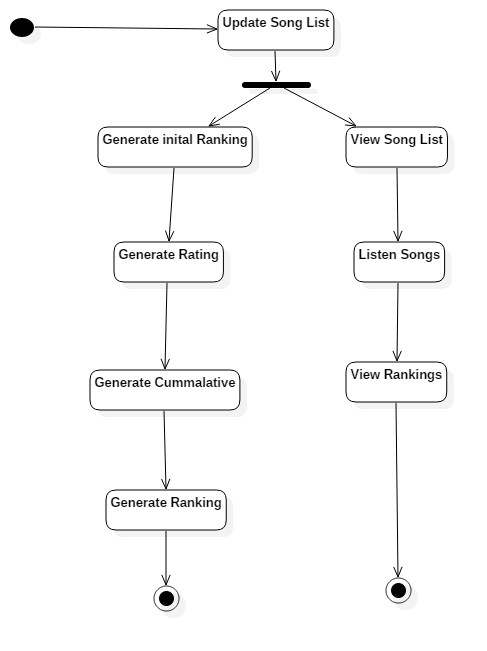 Update Song List
Generate inital Ranking
View Song List
Generate Rating
Listen Songs
Generate Cummalative
View Rankings
Generate Ranking